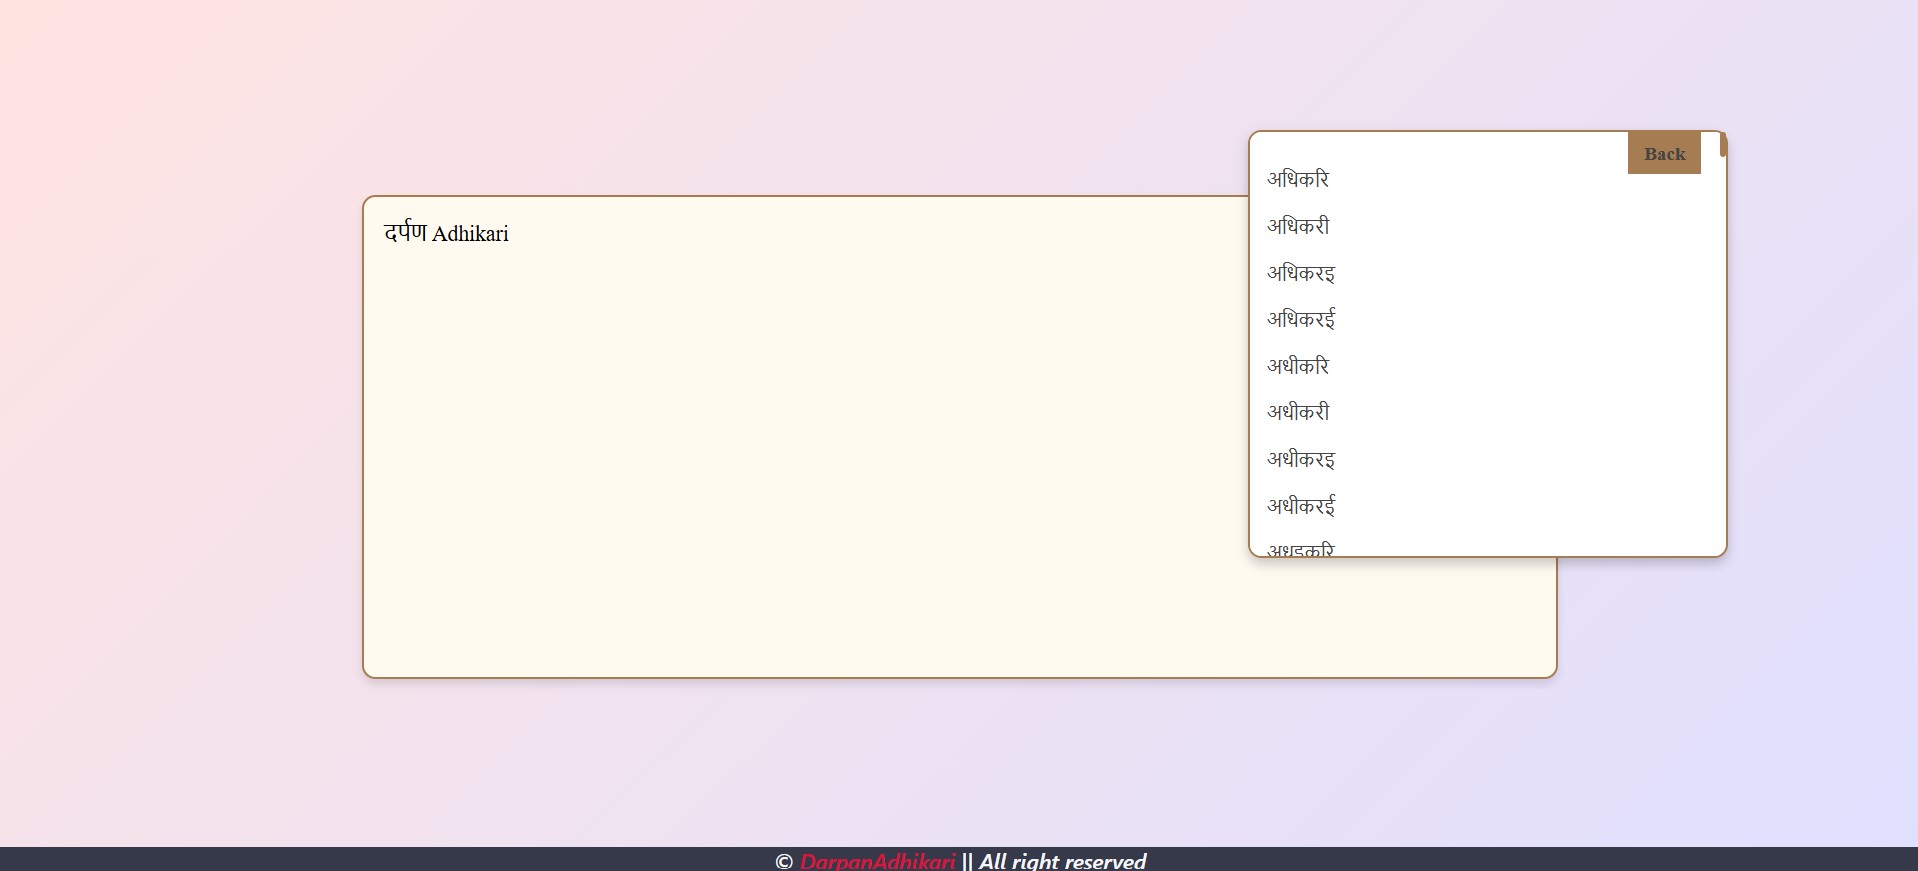 Back
अधिकरि
अधिकरी
दर्पण Adhikari
अधिकरइ
अधिकरई
अधीकरि
अधीकरी
अधीकरइ
अधीकरई
अधइकरि
© DarpanAdhikari || All right reserved